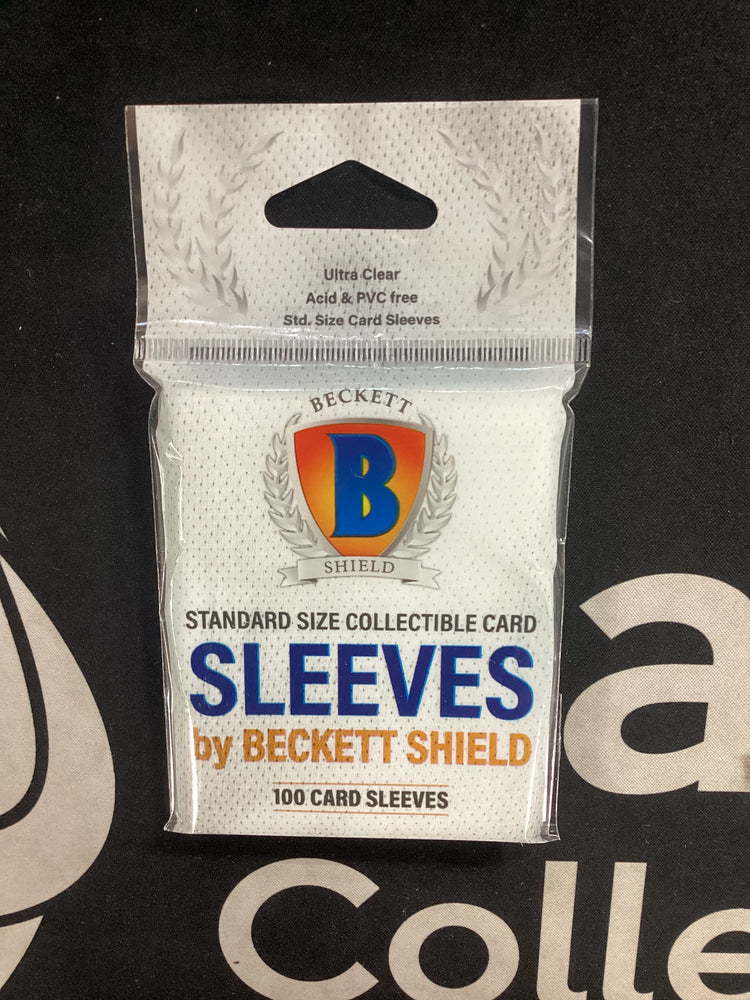 Ultra Clear
Acid & PVC free
Std. Size Card Sleeves
BECKETT
B
SHIELD
STANDARD SIZE COLLECTIBLE CARD
SLEEVES
by BECKETT SHIELD
100 CARD SLEEVES
a
Colle